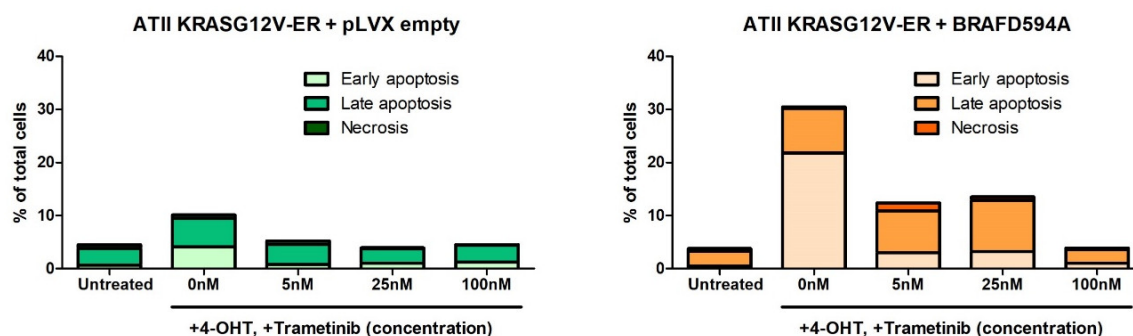 ATII KRASG12V-ER + pLVX empty
% of total cells
40
30
20
10
0
Early apoptosis
Late apoptosis
Necrosis
Untreated 0nM 5nM 25nM 100nM
+4-OHT, +Trametinib (concentration)
ATII KRASG12V-ER + BRAFD594A
% of total cells
40
30
20
10
0
Early apoptosis
Late apoptosis
Necrosis
Untreated 0nM 5nM 25nM 100nM
+4-OHT, +Trametinib (concentration)